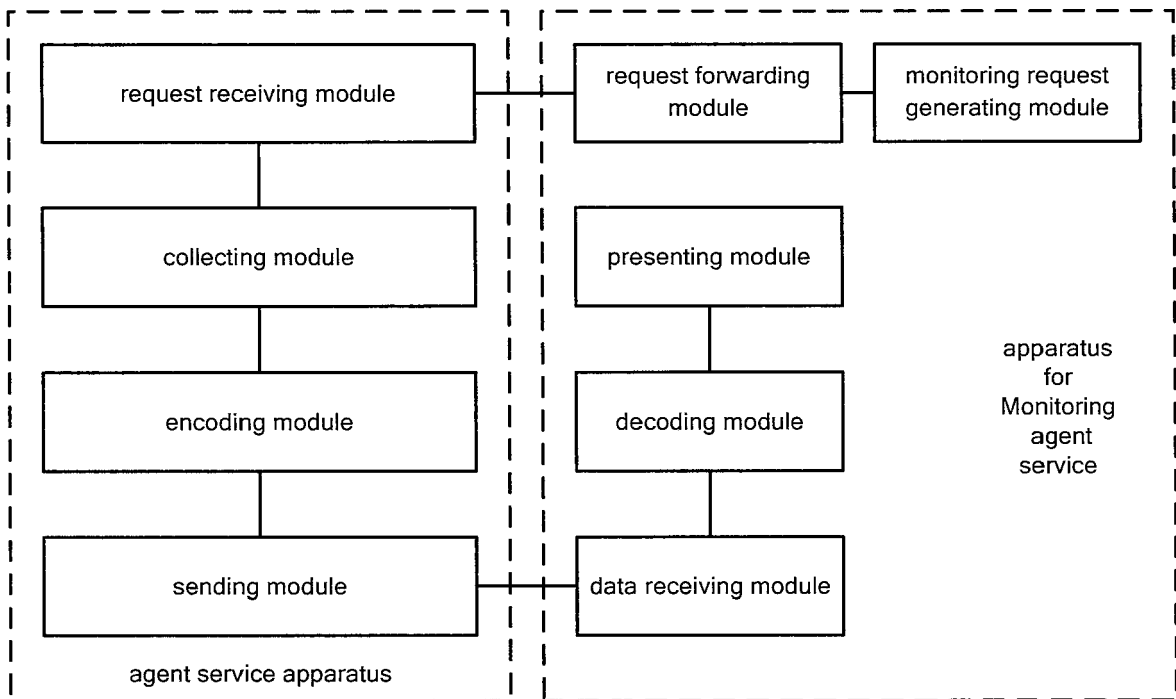 request receiving module
request forwarding
module
monitoring request
generating module
collecting module
presenting module
encoding module
decoding module
apparatus
for
Monitoring
agent
service
sending module
data receiving module
agent service apparatus